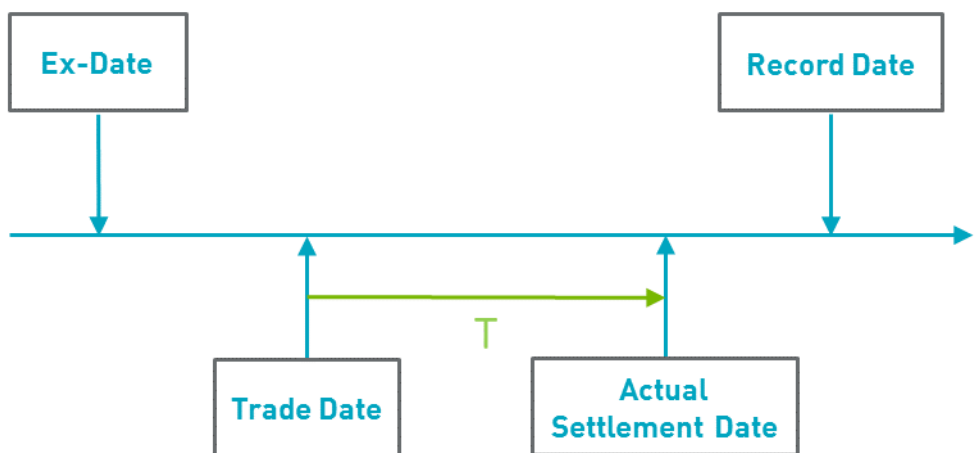 Ex-Date
Record Date
T
Trade Date
Actual
Settlement Date